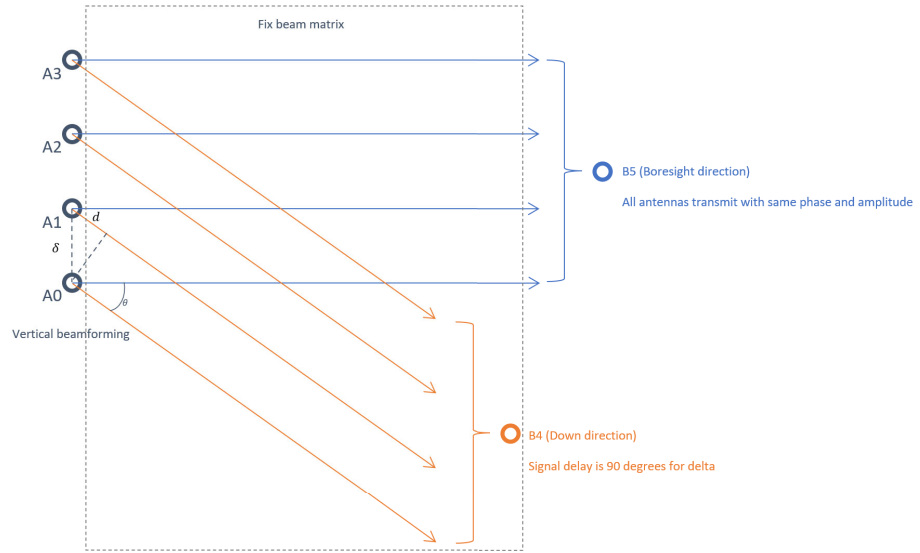 Fix beam matrix
A3
A2
A1
d
δ
A0
θ
Vertical beamforming
B5 (Boresight direction)
All antennas transmit with same phase and amplitude
B4 (Down direction)
Signal delay is 90 degrees for delta